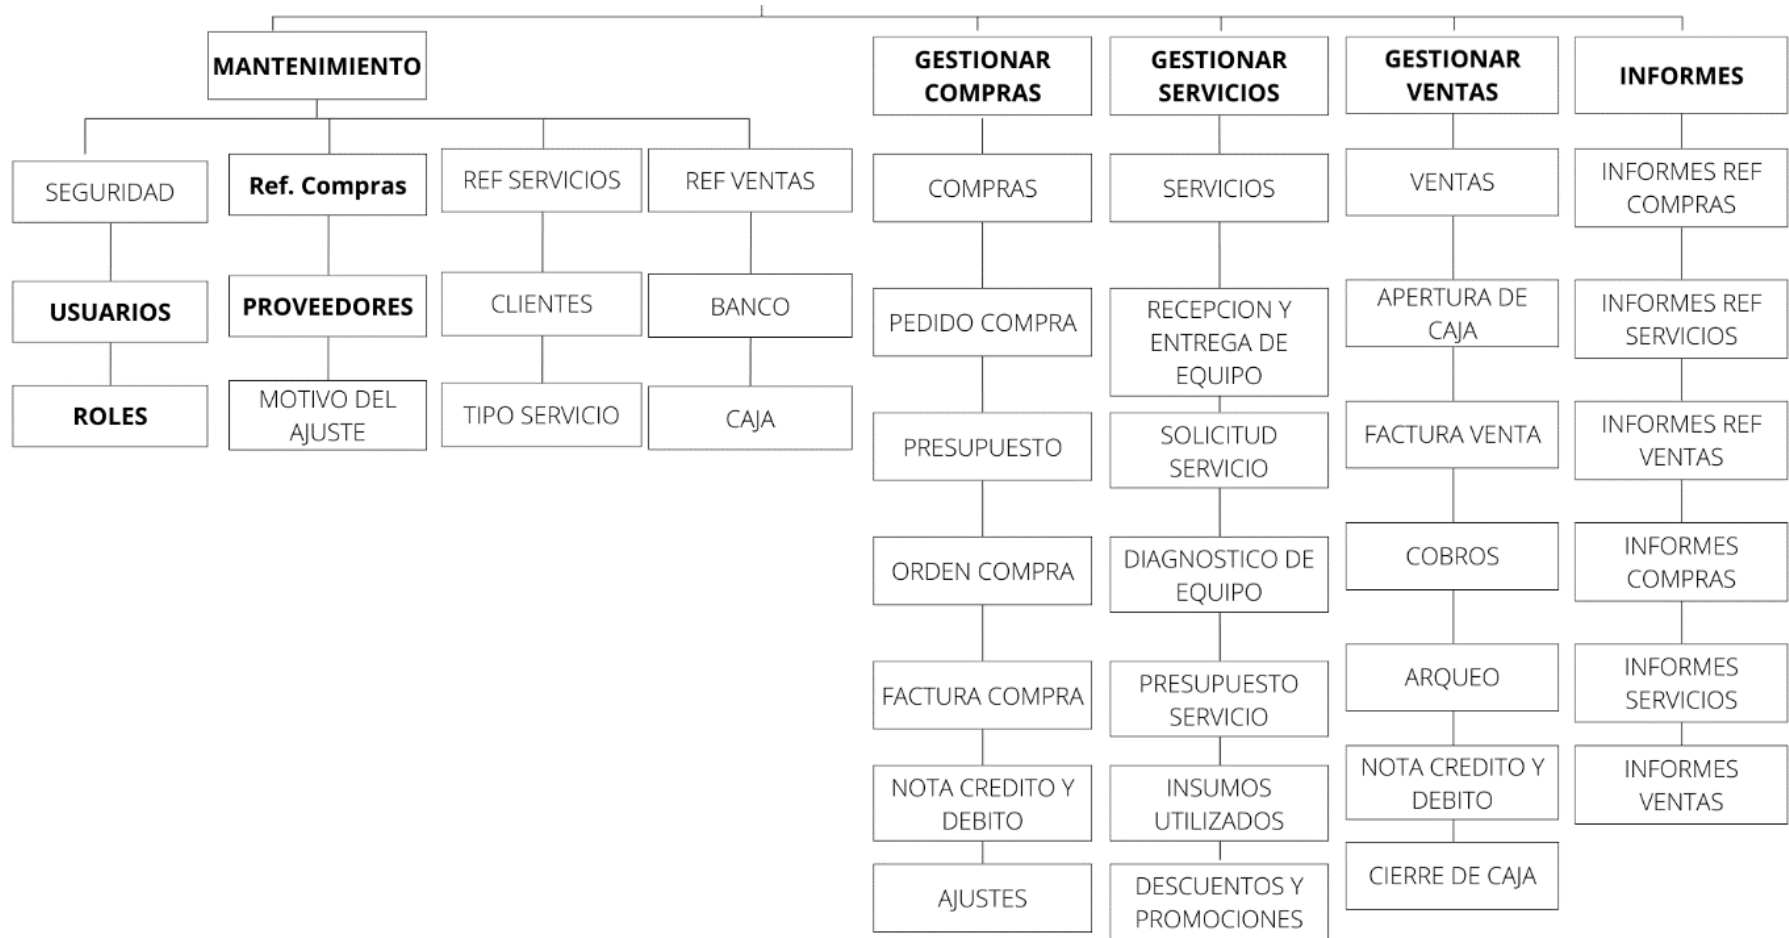 MANTENIMIENTO
SEGURIDAD
USUARIOS
ROLES
Ref. Compras
PROVEEDORES
MOTIVO DEL
AJUSTE
REF SERVICIOS
CLIENTES
TIPO SERVICIO
REF VENTAS
BANCO
CAJA
GESTIONAR
COMPRAS
COMPRAS
PEDIDO COMPRA
PRESUPUESTO
ORDEN COMPRA
FACTURA COMPRA
NOTA CREDITO Y
DEBITO
AJUSTES
GESTIONAR
SERVICIOS
SERVICIOS
RECEPCION Y
ENTREGA DE
EQUIPO
SOLICITUD
SERVICIO
DIAGNOSTICO DE
EQUIPO
PRESUPUESTO
SERVICIO
INSUMOS
UTILIZADOS
DESCUENTOS Y
PROMOCIONES
GESTIONAR
VENTAS
VENTAS
APERTURA DE
CAJA
FACTURA VENTA
COBROS
ARQUEO
NOTA CREDITO Y
DEBITO
CIERRE DE CAJA
INFORMES
INFORMES REF
COMPRAS
INFORMES REF
SERVICIOS
INFORMES REF
VENTAS
INFORMES
COMPRAS
INFORMES
SERVICIOS
INFORMES
VENTAS